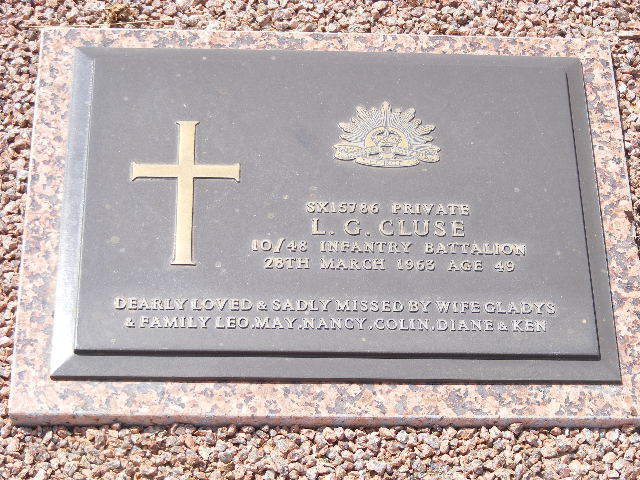 SX15786 PRIVATE
L. G. CLUSE
10/48 INFANTRY BATTALION
28TH MARCH 1963 AGE 49
DEARLY LOVED & SADLY MISSED BY WIFE GLADYS
& FAMILY LEO, MAY, NANCY, COLIN, DIANE & KEN